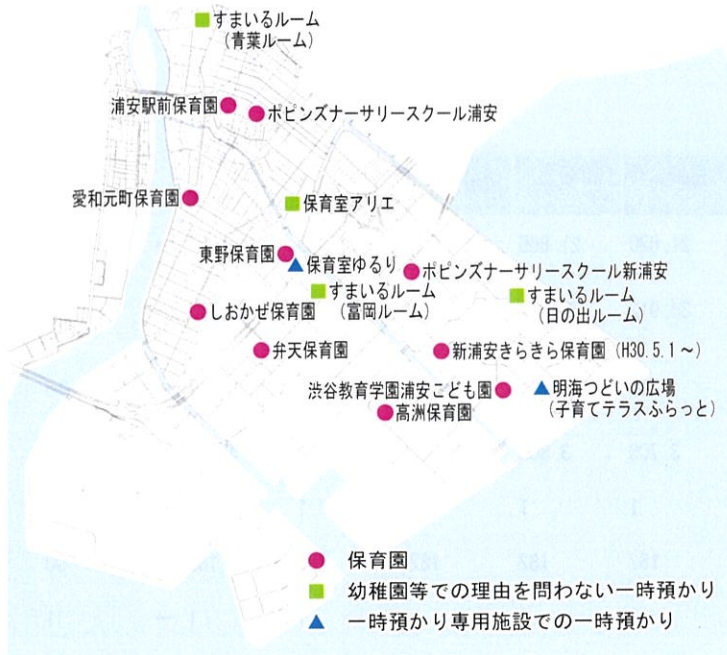 すまいるルーム
(青葉ルーム)
浦安駅前保育園
ポピンズナーサリースクール浦安
愛和元町保育園
保育室アリエ
東野保育園
保育室ゆるり
ポピンズナーサリースクール新浦安
すまいるルーム
(富岡ルーム)
すまいるルーム
(日の出ルーム)
しおかぜ保育園
弁天保育園
新浦安きらきら保育園(H30.5.1~)
渋谷教育学園浦安こども園
明海つどいの広場
(子育てテラスふらっと)
高洲保育園
保育園
幼稚園等での理由を問わない一時預かり
一時預かり専用施設での一時預かり